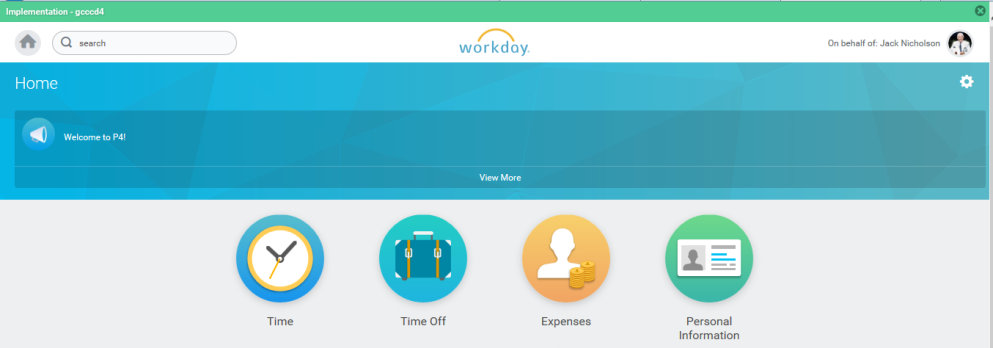 Implementation - gcccd4
search
workday.
On behalf of: Jack Nicholson
Home
Welcome to P4!
View More
Time
Time Off
Expenses
Personal
Information